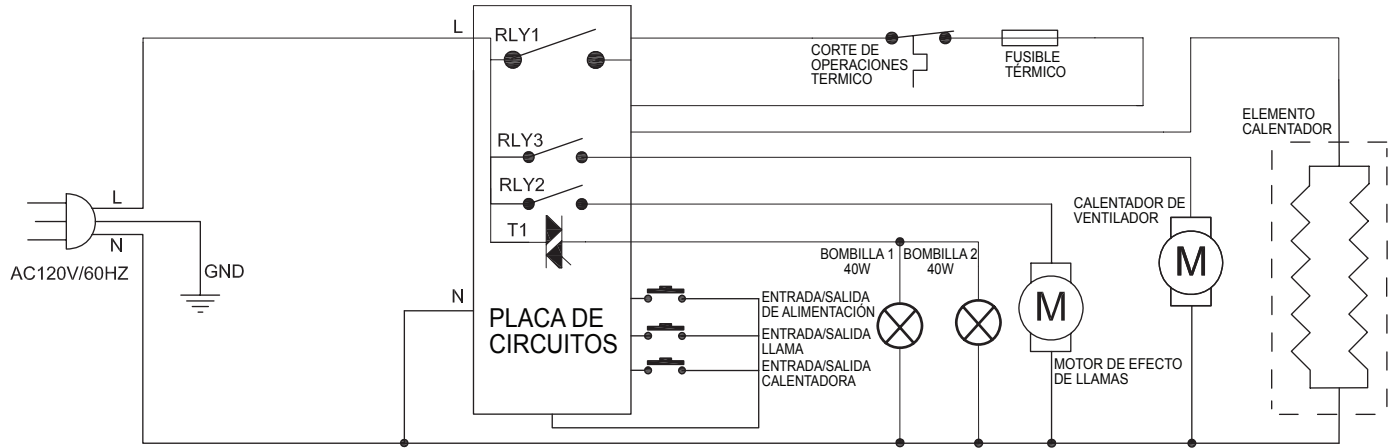 L
RLY1
CORTE DE
OPERACIONES
TERMICO
FUSIBLE
TÉRMICO
ELEMENTO
CALENTADOR
RLY3
RLY2
T1
L
N
AC120V/60HZ
GND
CALENTADOR DE
VENTILADOR
M
BOMBILLA 1
40W
BOMBILLA 2
40W
M
MOTOR DE EFECTO
DE LLAMAS
N
PLACA DE
CIRCUITOS
ENTRADA/SALIDA
DE ALIMENTACIÓN
ENTRADA/SALIDA
LLAMA
ENTRADA/SALIDA
CALENTADORA